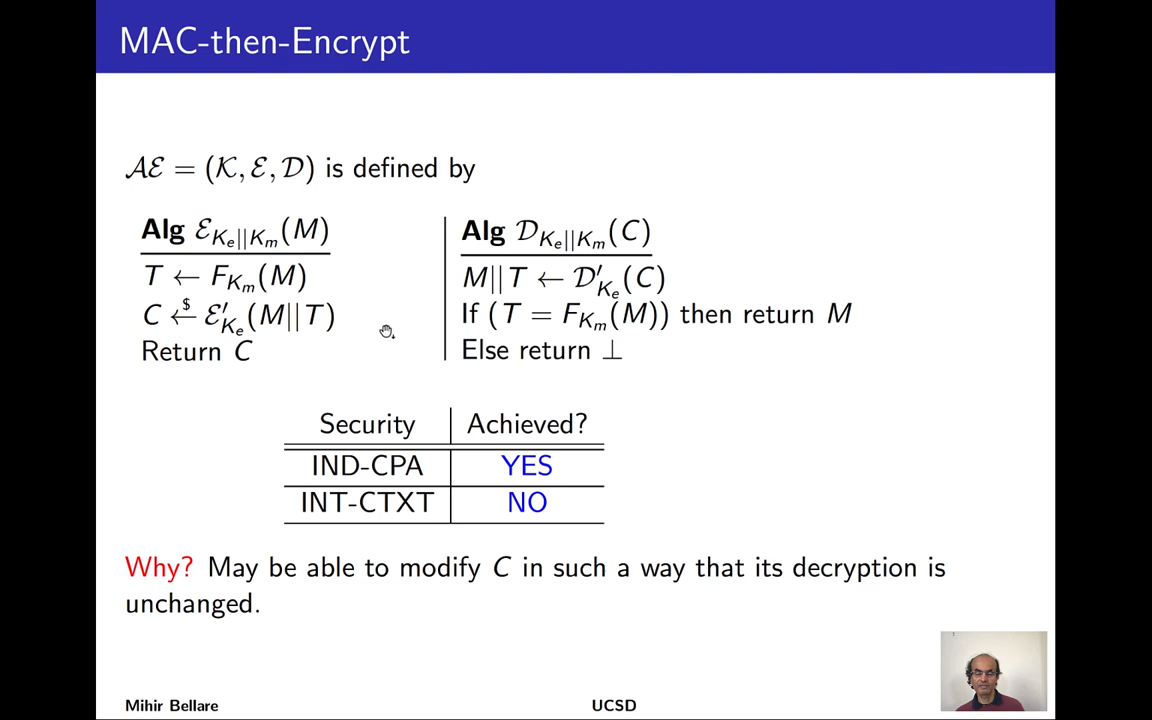 MAC-then-Encrypt
𝒜ℰ = (𝒦, ℰ, 𝒟) is defined by
Alg ℰ_{K_e||K_m}(M)
T ← F_{K_m}(M)
C ←$ ℰ′_{K_e}(M||T)
Return C
Alg 𝒟_{K_e||K_m}(C)
M||T ← 𝒟′_{K_e}(C)
If (T = F_{K_m}(M)) then return M
Else return ⊥
Security Achieved?
IND-CPA YES
INT-CTXT NO
Why? May be able to modify C in such a way that its decryption is
unchanged.
Mihir Bellare UCSD